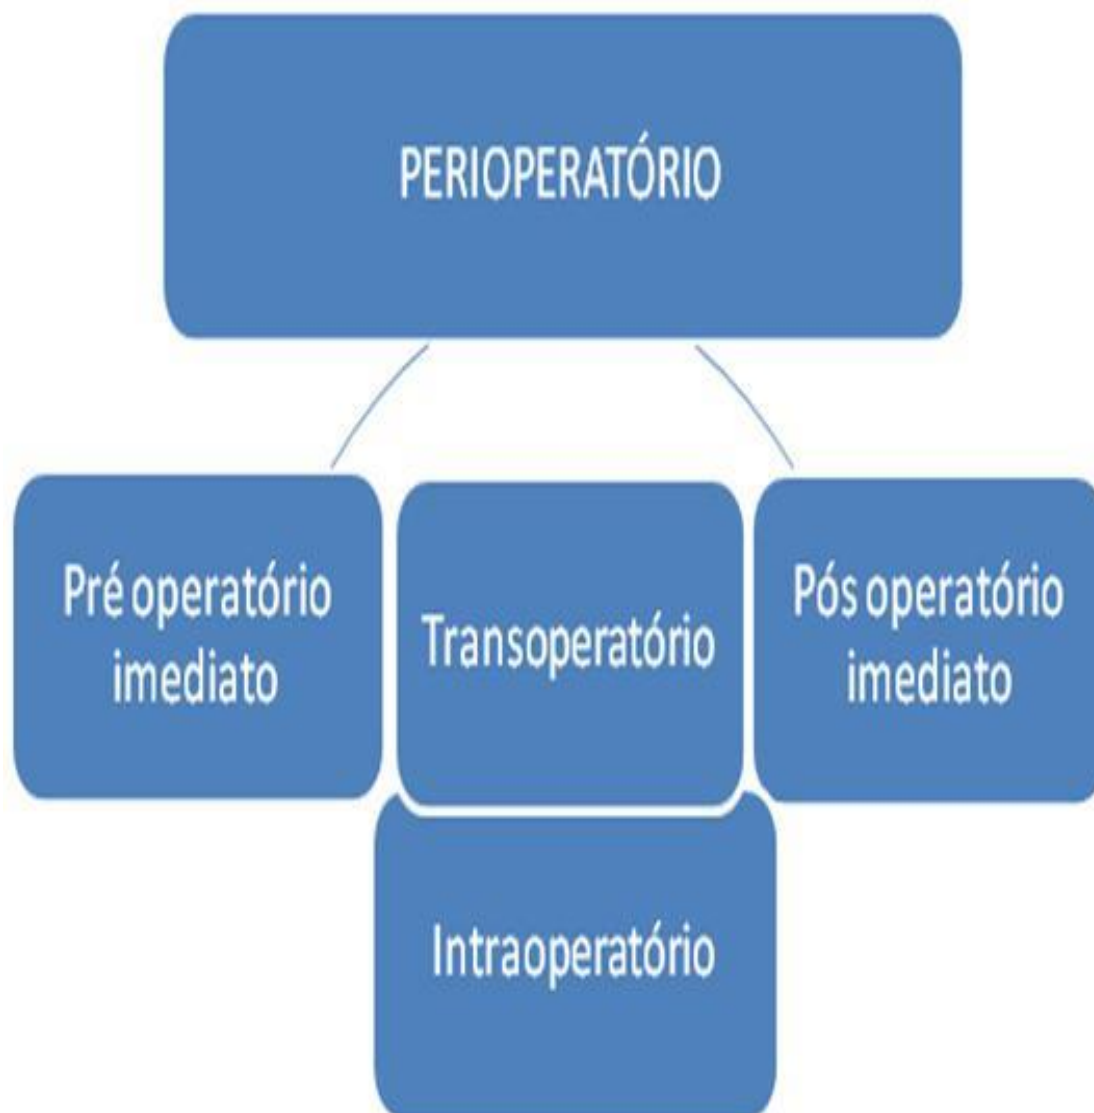 PERIOPERATÓRIO
Pré operatório
imediato
Transoperatório
Pós operatório
imediato
Intraoperatório